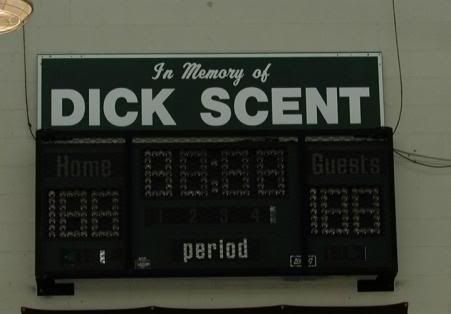 In Memory of
DICK SCENT
Home
Guests
1 2 3 4
period